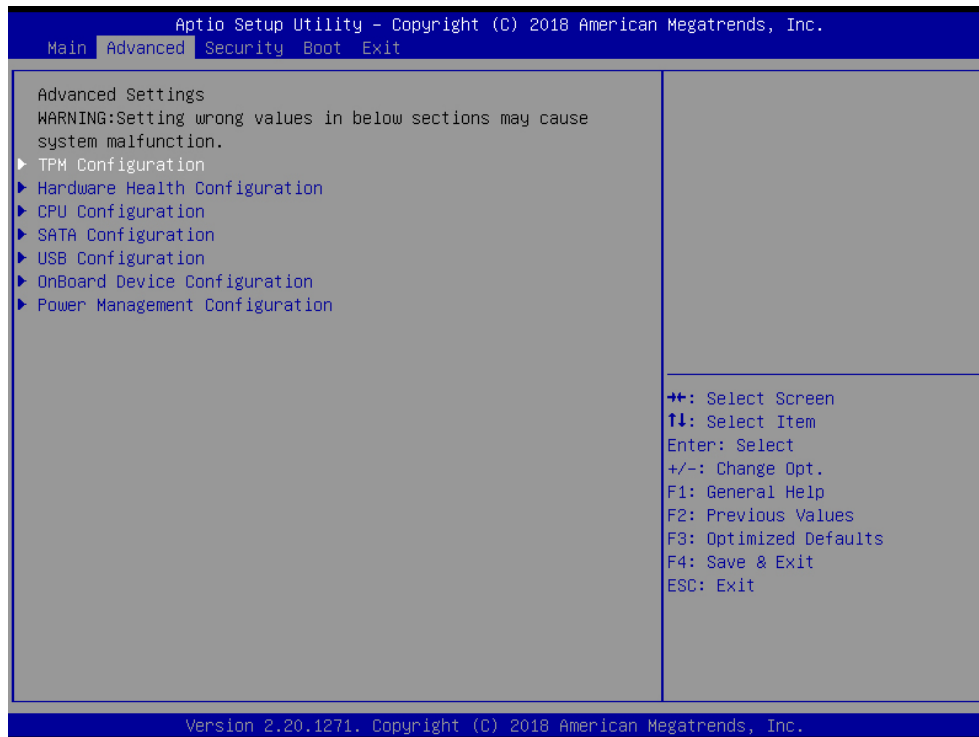 Aptio Setup Utility – Copyright (C) 2018 American Megatrends, Inc.
Main Advanced Security Boot Exit
Advanced Settings
WARNING:Setting wrong values in below sections may cause
system malfunction.
▶ TPM Configuration
▶ Hardware Health Configuration
▶ CPU Configuration
▶ SATA Configuration
▶ USB Configuration
▶ OnBoard Device Configuration
▶ Power Management Configuration
→←: Select Screen
↑↓: Select Item
Enter: Select
+/-: Change Opt.
F1: General Help
F2: Previous Values
F3: Optimized Defaults
F4: Save & Exit
ESC: Exit
Version 2.20.1271. Copyright (C) 2018 American Megatrends, Inc.